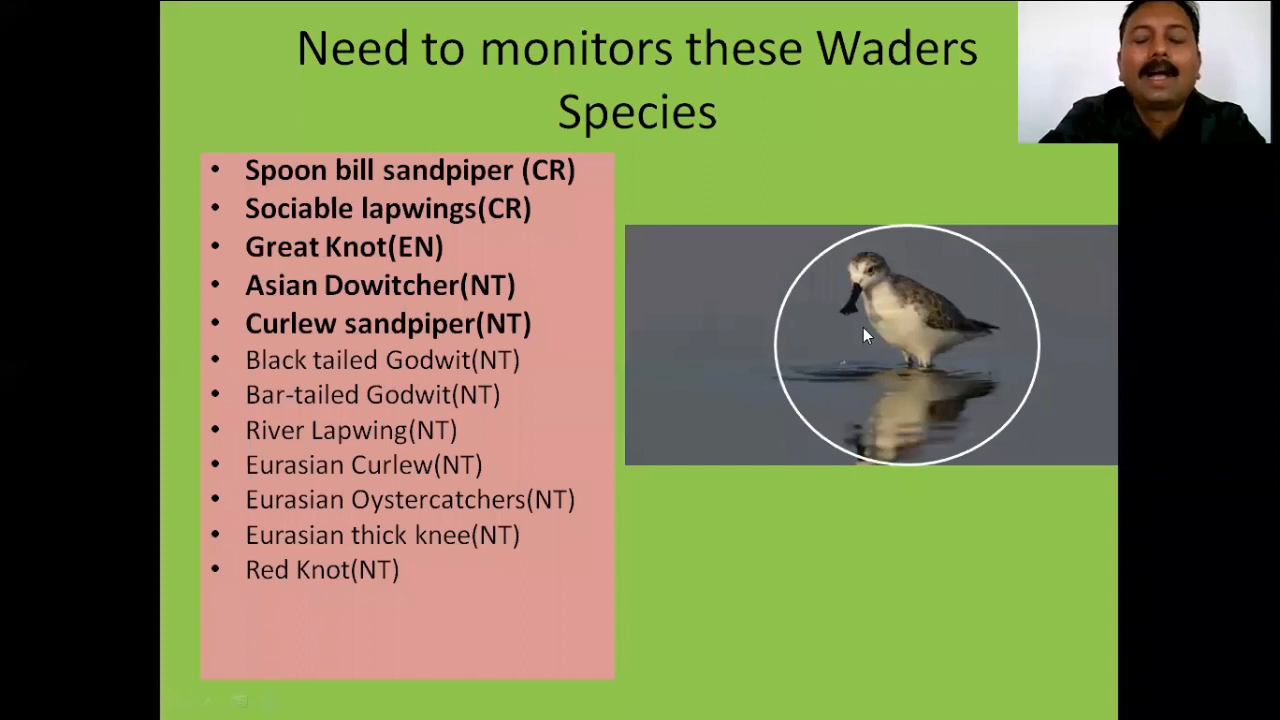 Need to monitors these Waders
Species
• Spoon bill sandpiper (CR)
• Sociable lapwings(CR)
• Great Knot(EN)
• Asian Dowitcher(NT)
• Curlew sandpiper(NT)
• Black tailed Godwit(NT)
• Bar-tailed Godwit(NT)
• River Lapwing(NT)
• Eurasian Curlew(NT)
• Eurasian Oystercatchers(NT)
• Eurasian thick knee(NT)
• Red Knot(NT)